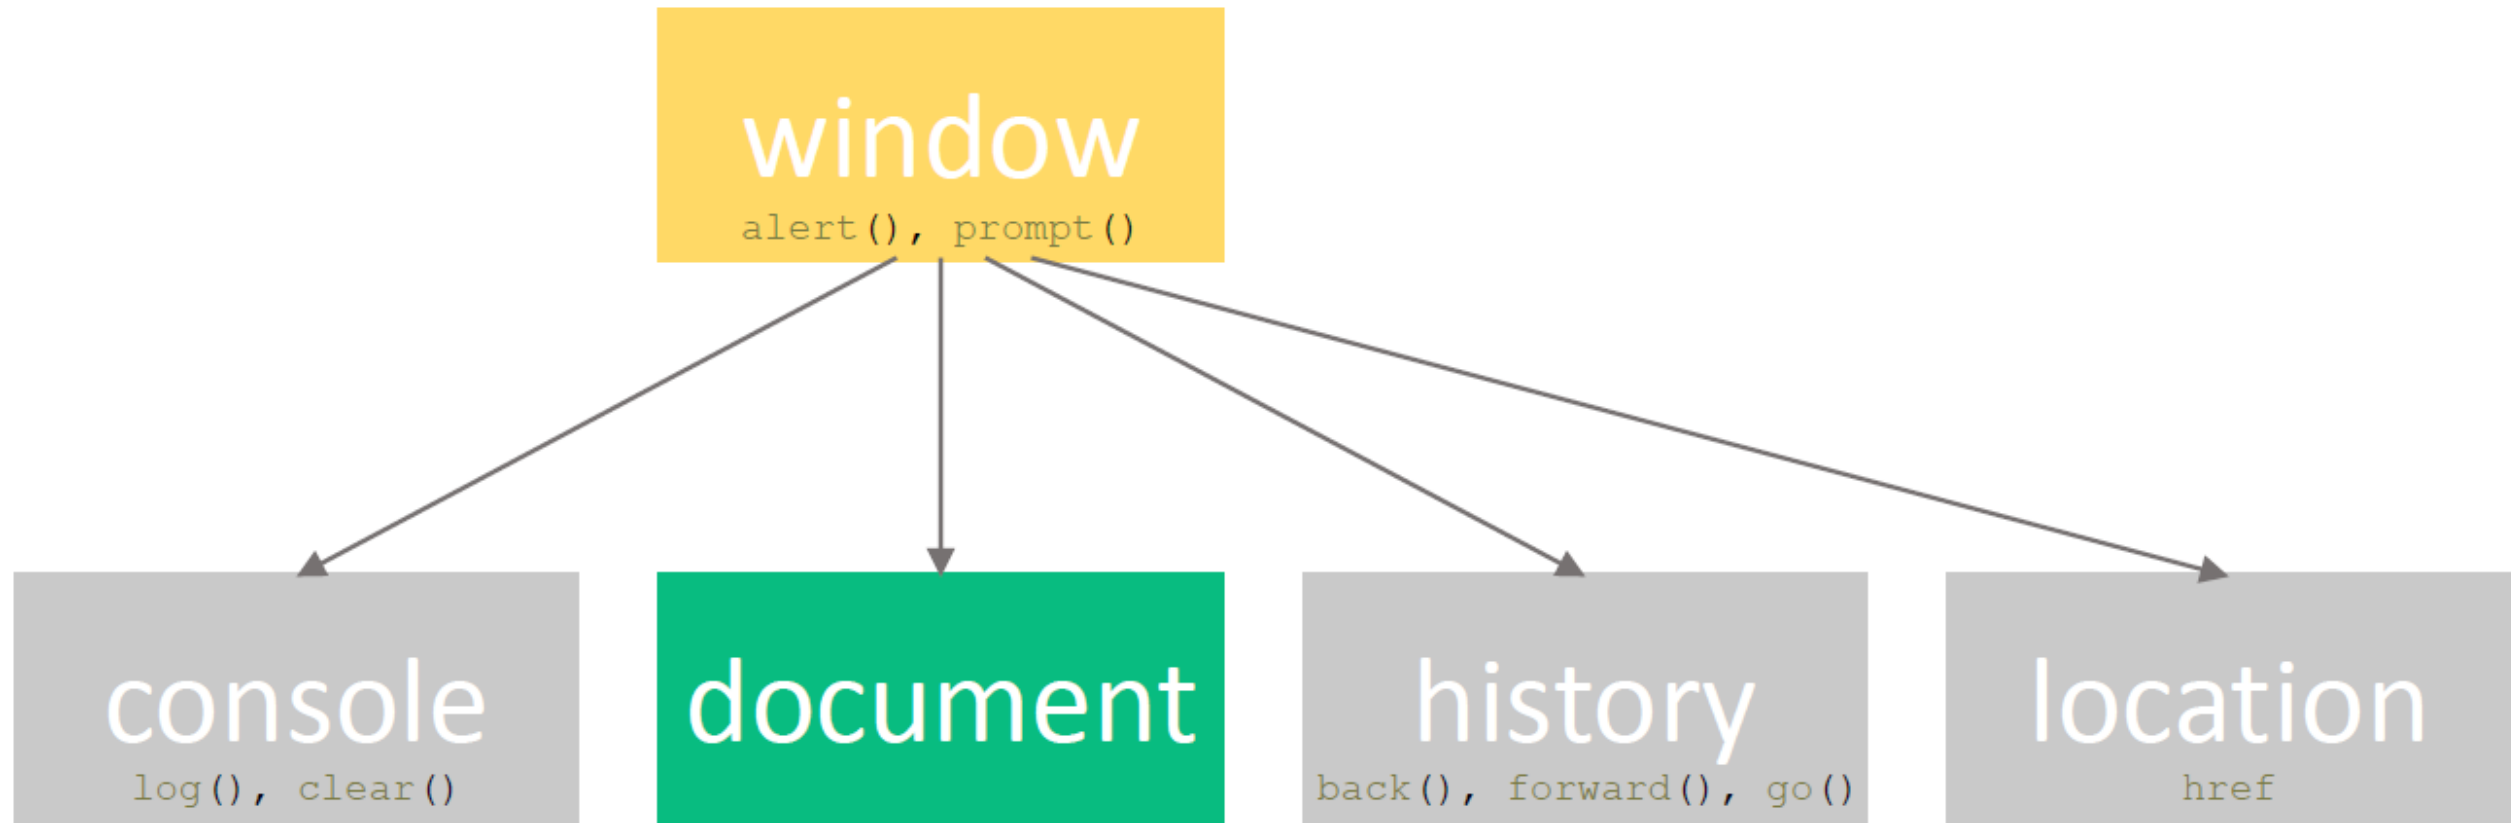 window
alert(), prompt()
console
log(), clear()
document
history
back(), forward(), go()
location
href